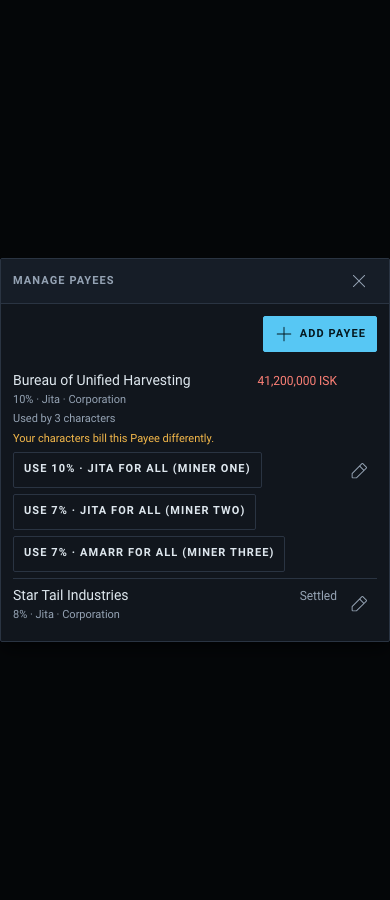 MANAGE PAYEES
ADD PAYEE
Bureau of Unified Harvesting
41,200,000 ISK
10% · Jita · Corporation
Used by 3 characters
Your characters bill this Payee differently.
USE 10% · JITA FOR ALL (MINER ONE)
USE 7% · JITA FOR ALL (MINER TWO)
USE 7% · AMARR FOR ALL (MINER THREE)
Star Tail Industries
Settled
8% · Jita · Corporation